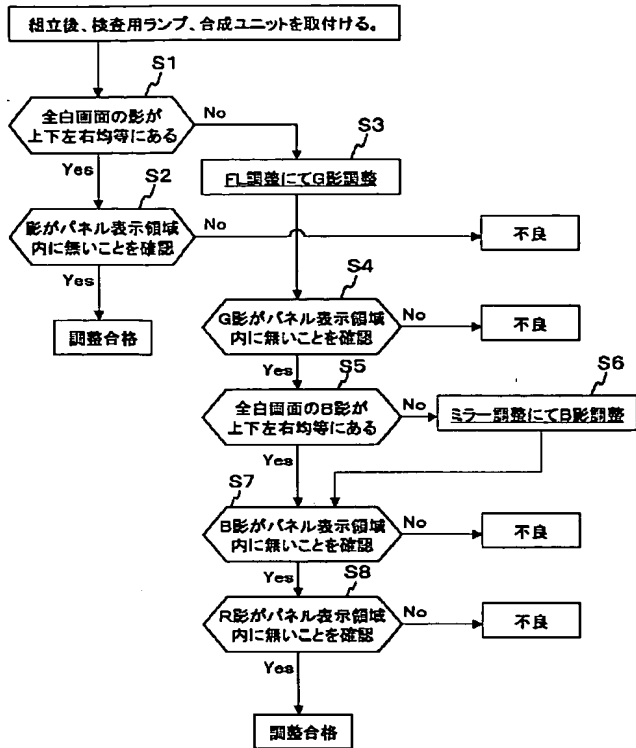 組立後、検査用ランプ、合成ユニットを取付ける。
S1
全白画面の影が
上下左右均等にある
No
Yes
S3
FL調整にてG影調整
S2
影がパネル表示領域
内に無いことを確認
No
不良
Yes
調整合格
S4
G影がパネル表示領域
内に無いことを確認
No
不良
Yes
S5
全白画面のB影が
上下左右均等にある
No
S6
ミラー調整にてB影調整
Yes
S7
B影がパネル表示領域
内に無いことを確認
No
不良
Yes
S8
R影がパネル表示領域
内に無いことを確認
No
不良
Yes
調整合格